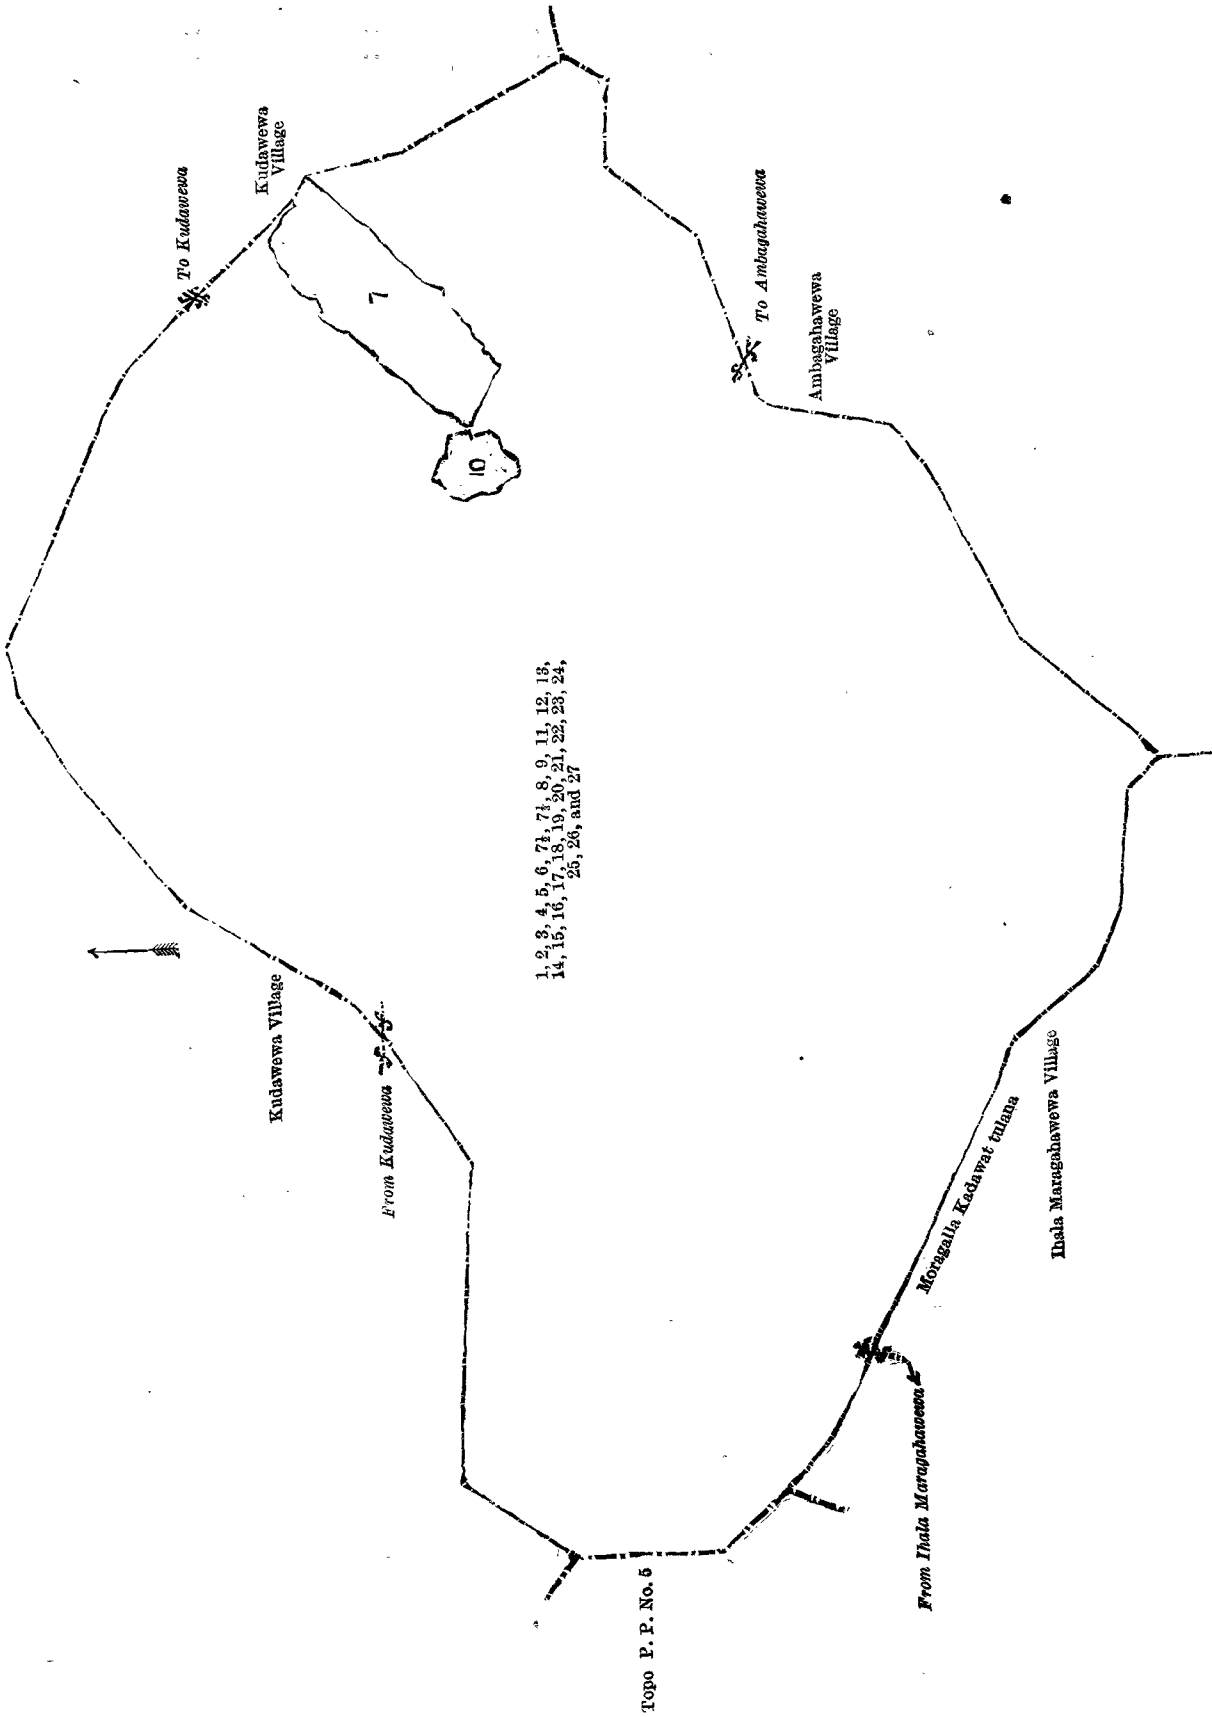 Kudawewa
Village
To Kudawewa
7
10
To Ambagahawewa
Ambagahawewa
Village
Kudawewa Village
From Kudawewa
1, 2, 3, 4, 5, 6, 7½, 8, 9, 11, 12, 13,
14, 15, 16, 17, 18, 19, 20, 21, 22, 23, 24,
25, 26, and 27
Moragalla Kadawat tulana
Ihala Maragahawewa Village
From Ihala Maragahawewa
Topo P. P. No. 5